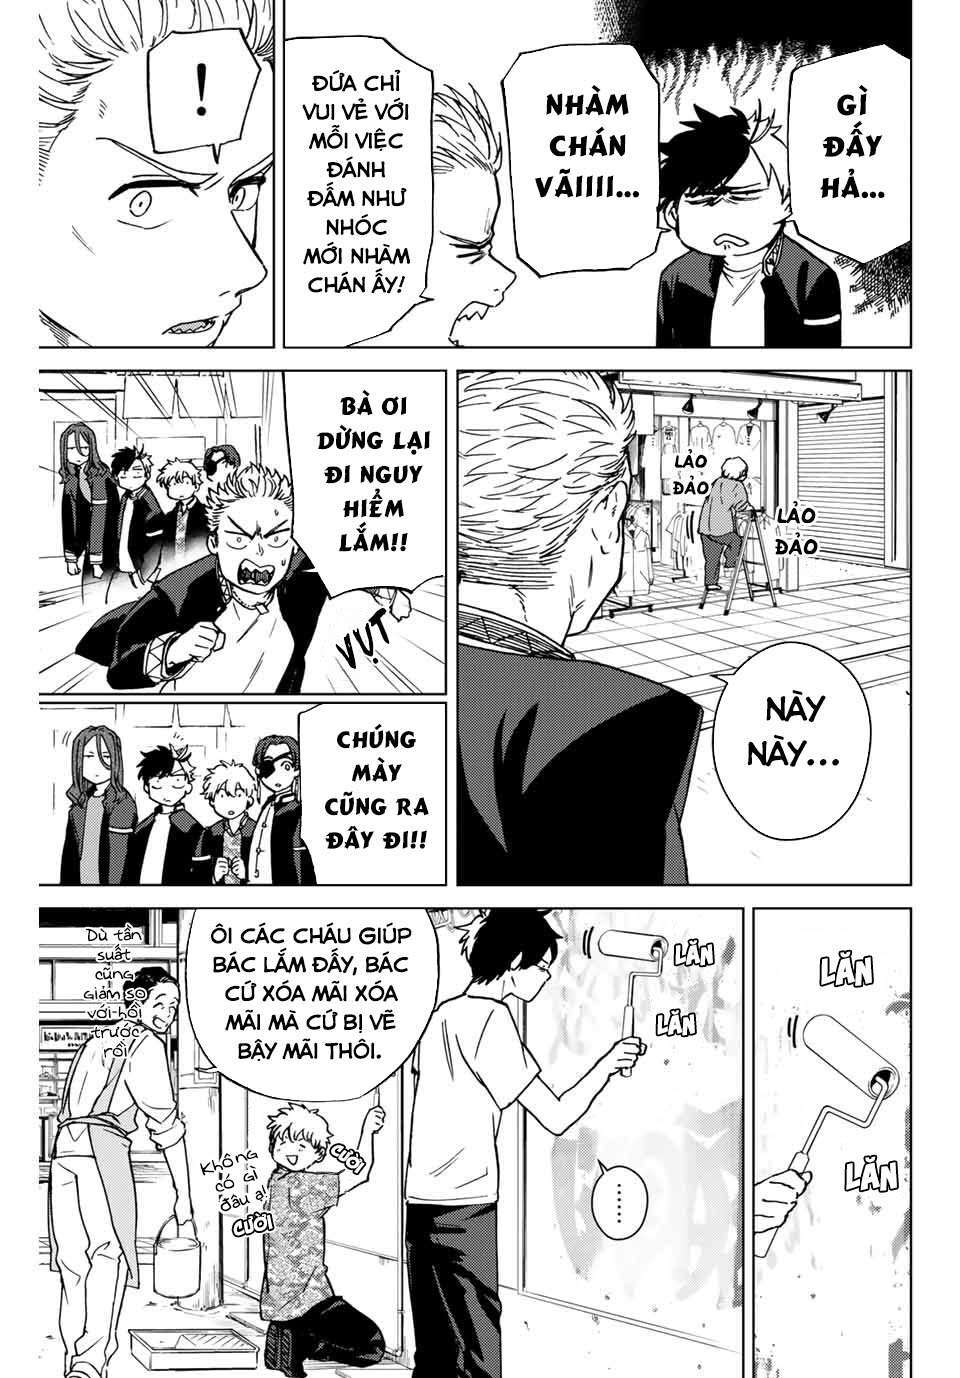 GÌ
ĐẤY
HẢ...
NHÀM
CHÁN
VÃIIII...
ĐỨA CHỈ
VUI VẺ VỚI
MỖI VIỆC
ĐÁNH
ĐẤM NHƯ
NHÓC
MỚI NHÀM
CHÁN ẤY!
!
LẢO
ĐẢO
LẢO
ĐẢO
NÀY
NÀY...
BÀ ƠI
DỪNG LẠI
ĐI NGUY
HIỂM
LẮM!!
VỤT
CHÚNG
MÀY
CŨNG RA
ĐÂY ĐI!!
LĂN
LĂN
LĂN
LĂN
......
ÔI CÁC CHÁU GIÚP
BÁC LẮM ĐẤY, BÁC
CỨ XÓA MÃI XÓA
MÃI MÀ CỨ BỊ VẼ
BẬY MÃI THÔI.
Dù tần
suất
cũng
giảm so
với hồi
trước
rồi
Không
có gì
đâu ạ!
CƯỜI
CƯỜI